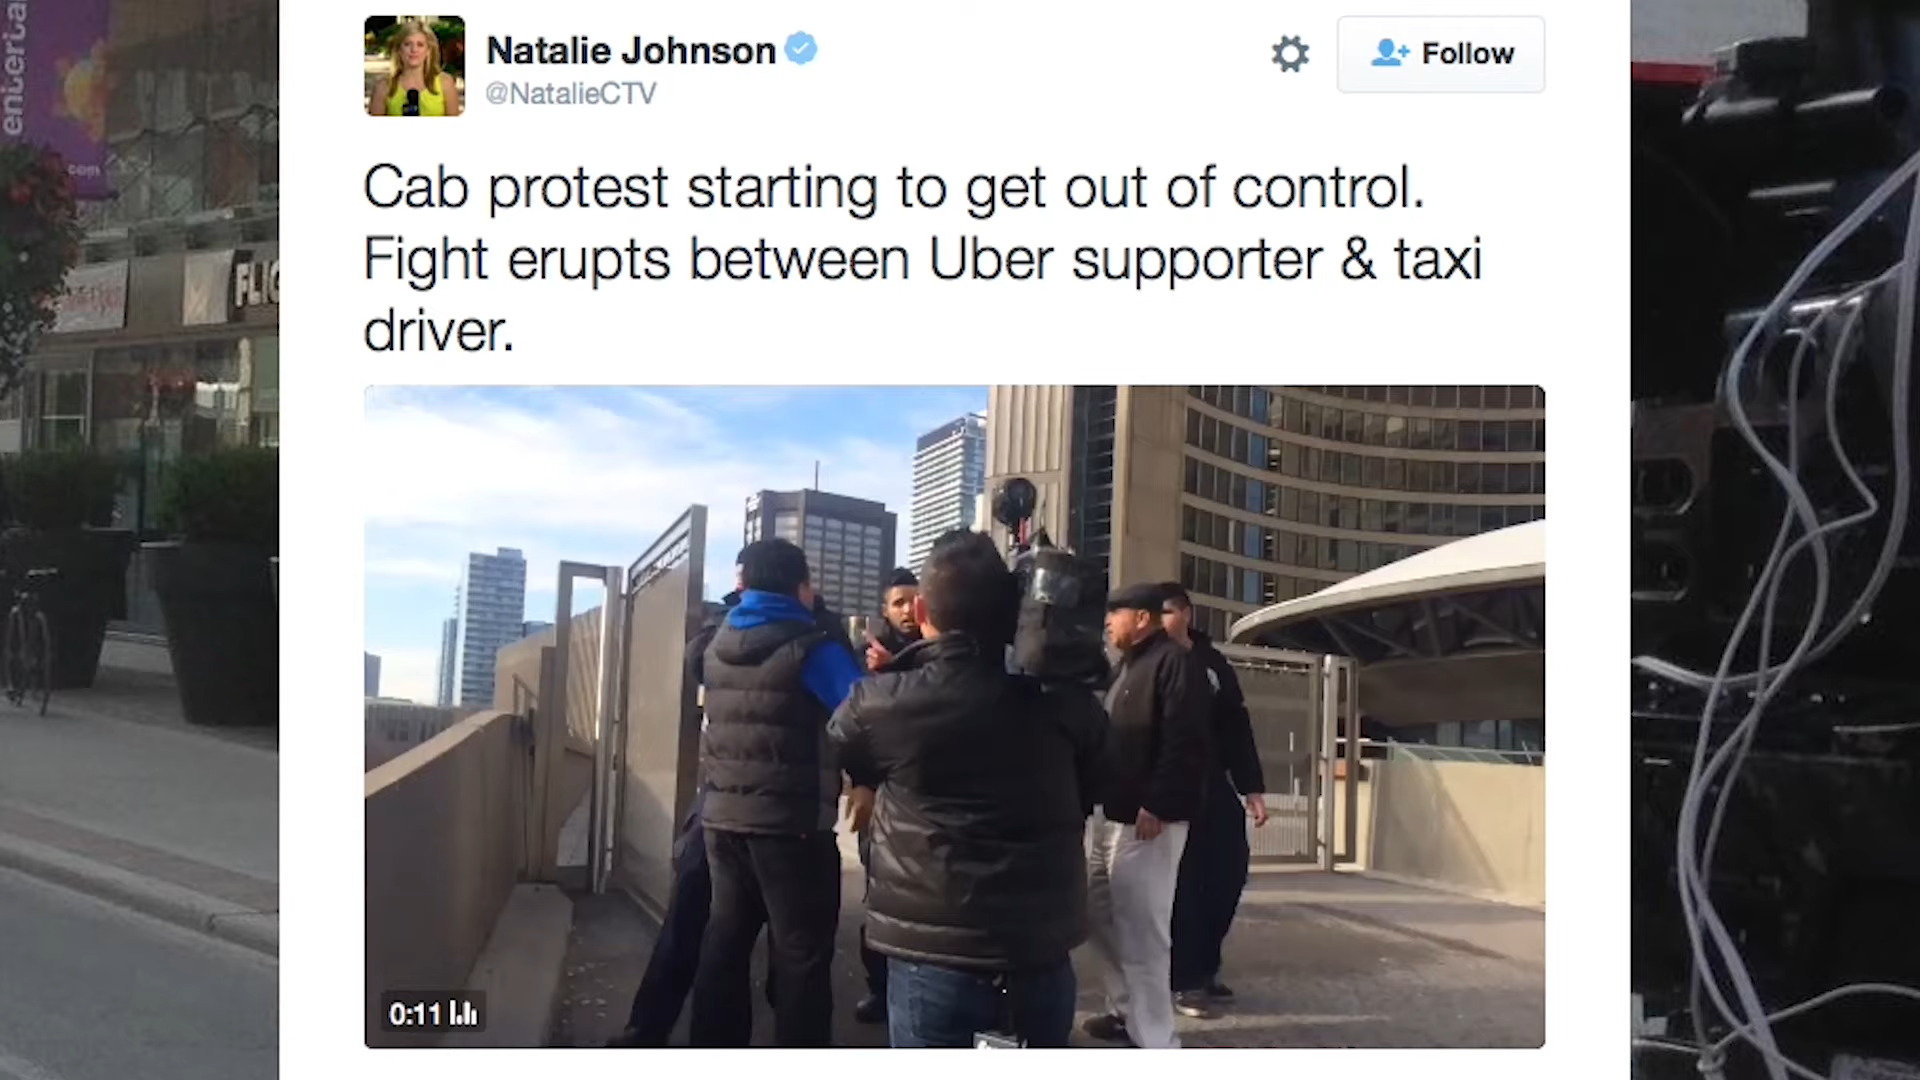 Natalie Johnson
Follow
@NatalieCTV
Cab protest starting to get out of control.
Fight erupts between Uber supporter & taxi
driver.
0:11
com